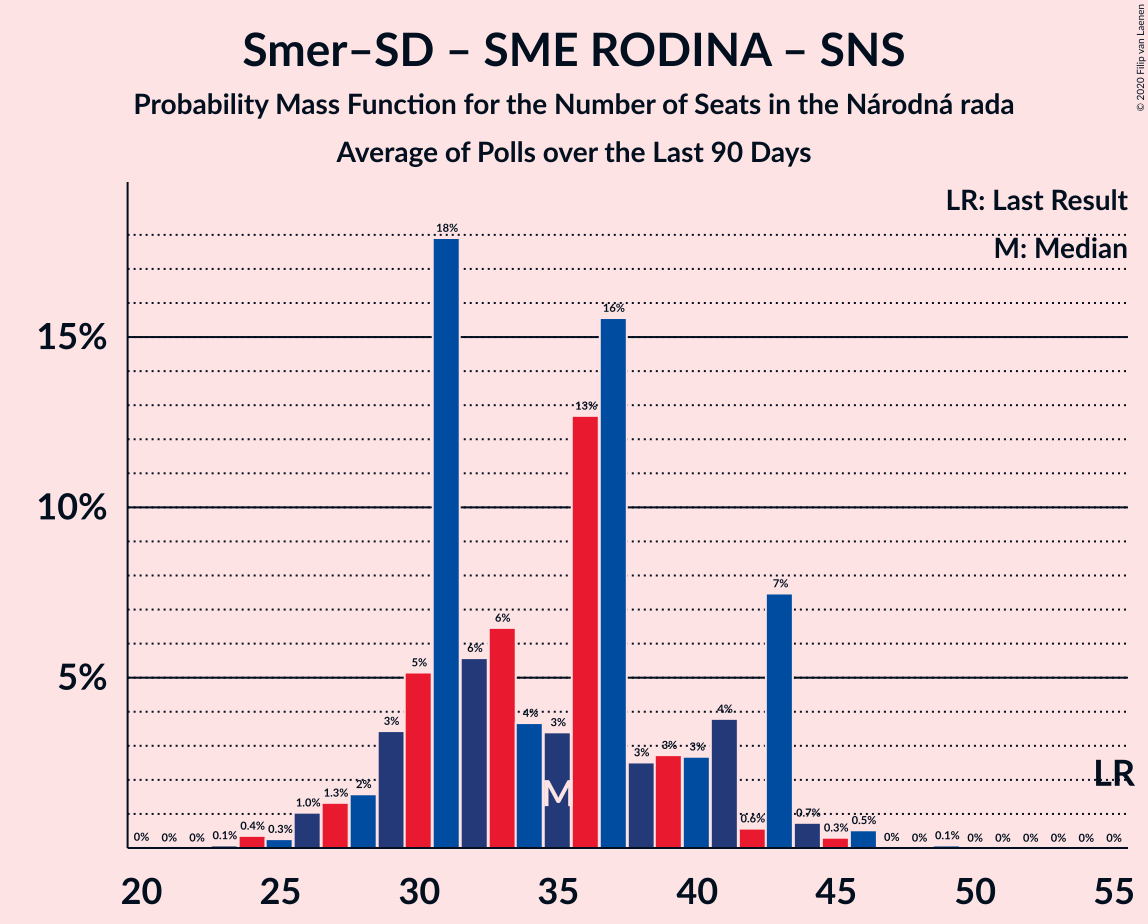 Smer–SD – SME RODINA – SNS
Probability Mass Function for the Number of Seats in the Národná rada
Average of Polls over the Last 90 Days
© 2020 Filip van Laenen
LR: Last Result
M: Median
15%
10%
5%
0% 0% 0% 0.1% 0.4% 0.3% 1.0% 1.3% 2% 3% 5% 18% 6% 6% 4% 3% 13% 16% 3% 3% 3% 4% 0.6% 7% 0.7% 0.3% 0.5% 0% 0% 0.1% 0% 0% 0% 0% 0% 0%
M
LR
20 25 30 35 40 45 50 55